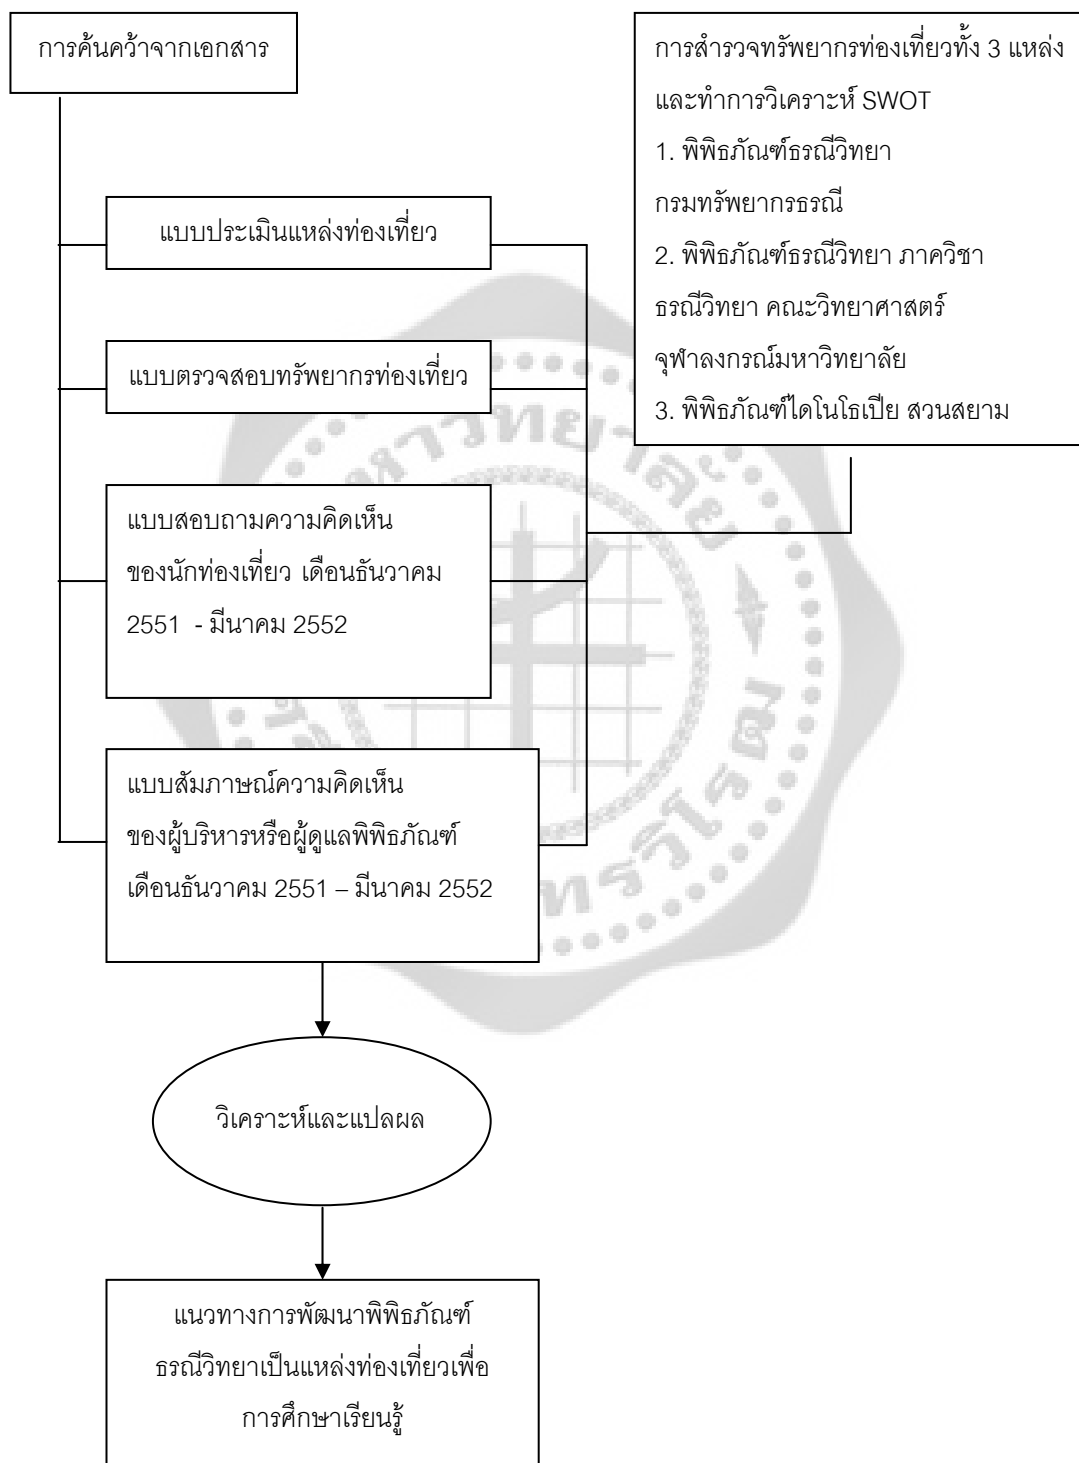 การค้นคว้าจากเอกสาร
การสำรวจทรัพยากรท่องเที่ยวทั้ง 3 แหล่ง
และทำการวิเคราะห์ SWOT
1. พิพิธภัณฑ์ธรณีวิทยา
กรมทรัพยากรธรณี
2. พิพิธภัณฑ์ธรณีวิทยา ภาควิชา
ธรณีวิทยา คณะวิทยาศาสตร์
จุฬาลงกรณ์มหาวิทยาลัย
3. พิพิธภัณฑ์ไดโนโธเปีย สวนสยาม
แบบประเมินแหล่งท่องเที่ยว
แบบตรวจสอบทรัพยากรท่องเที่ยว
แบบสอบถามความคิดเห็น
ของนักท่องเที่ยว เดือนธันวาคม
2551 - มีนาคม 2552
แบบสัมภาษณ์ความคิดเห็น
ของผู้บริหารหรือผู้ดูแลพิพิธภัณฑ์
เดือนธันวาคม 2551 – มีนาคม 2552
วิเคราะห์และแปลผล
แนวทางการพัฒนาพิพิธภัณฑ์
ธรณีวิทยาเป็นแหล่งท่องเที่ยวเพื่อ
การศึกษาเรียนรู้